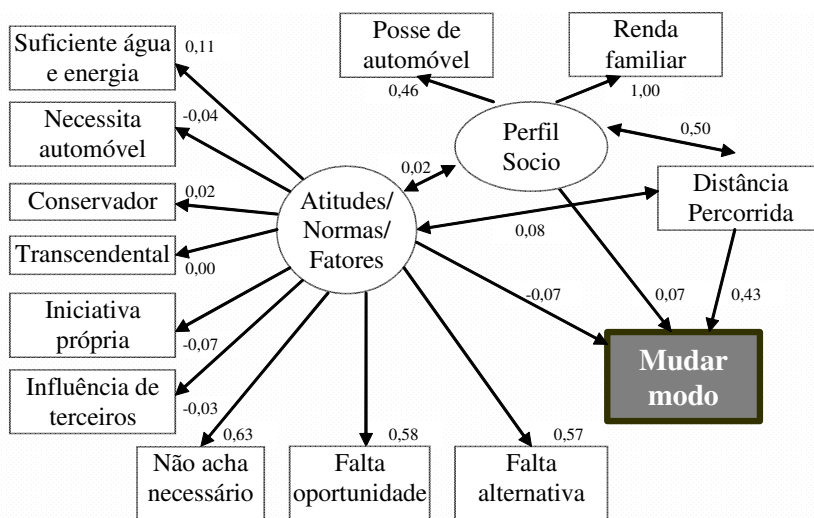 Suficiente água
e energia
0,11
Posse de
automóvel
0,46
Renda
familiar
1,00
Necessita
automóvel
-0,04
Perfil
Socio
0,50
0,02
Conservador
0,02
Atitudes/
Normas/
Fatores
Distância
Percorrida
0,08
Transcendental
0,00
Iniciativa
própria
-0,07
-0,07
0,07
0,43
Mudar
modo
Influência de
terceiros
-0,03
0,63
0,58
0,57
Não acha
necessário
Falta
oportunidade
Falta
alternativa